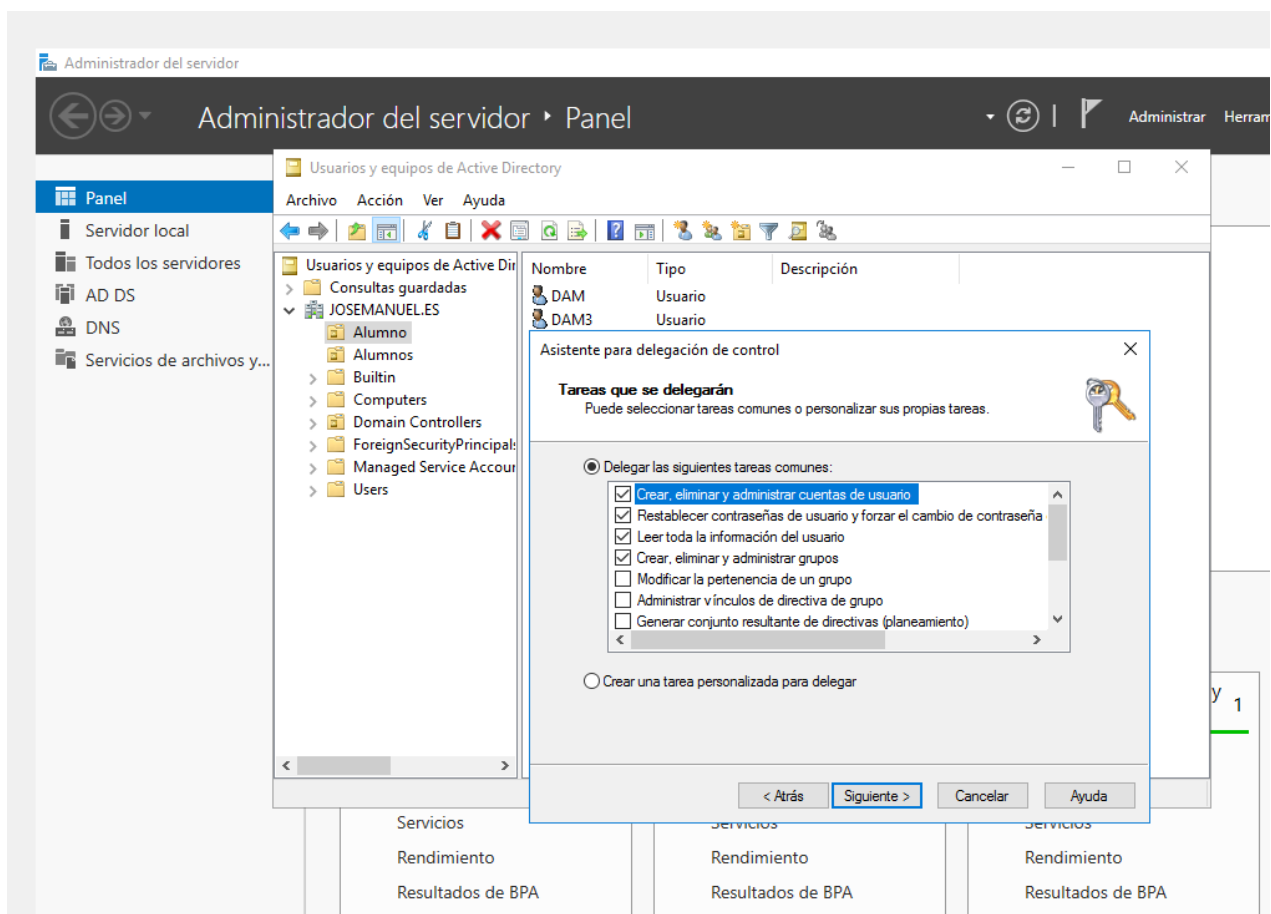 Administrador del servidor
Administrador del servidor ‣ Panel
Administrar Herram
Panel
Servidor local
Todos los servidores
AD DS
DNS
Servicios de archivos y...
Usuarios y equipos de Active Directory
Archivo Acción Ver Ayuda
Usuarios y equipos de Active Dir
Consultas guardadas
JOSEMANUEL.ES
Alumno
Alumnos
Builtin
Computers
Domain Controllers
ForeignSecurityPrincipals
Managed Service Accour
Users
Nombre Tipo Descripción
DAM Usuario
DAM3 Usuario
Asistente para delegación de control
Tareas que se delegarán
Puede seleccionar tareas comunes o personalizar sus propias tareas.
Delegar las siguientes tareas comunes:
Crear, eliminar y administrar cuentas de usuario
Restablecer contraseñas de usuario y forzar el cambio de contraseña
Leer toda la información del usuario
Crear, eliminar y administrar grupos
Modificar la pertenencia de un grupo
Administrar vínculos de directiva de grupo
Generar conjunto resultante de directivas (planeamiento)
Crear una tarea personalizada para delegar
< Atrás Siguiente > Cancelar Ayuda
y 1
Servicios Servicios Servicios
Rendimiento Rendimiento Rendimiento
Resultados de BPA Resultados de BPA Resultados de BPA